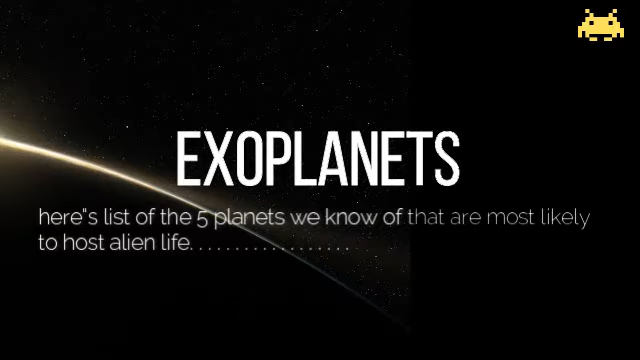 EXOPLANETS
here"s list of the 5 planets we know of that are most likely
to host alien life. . . . . . . . . . . . . . . . . .